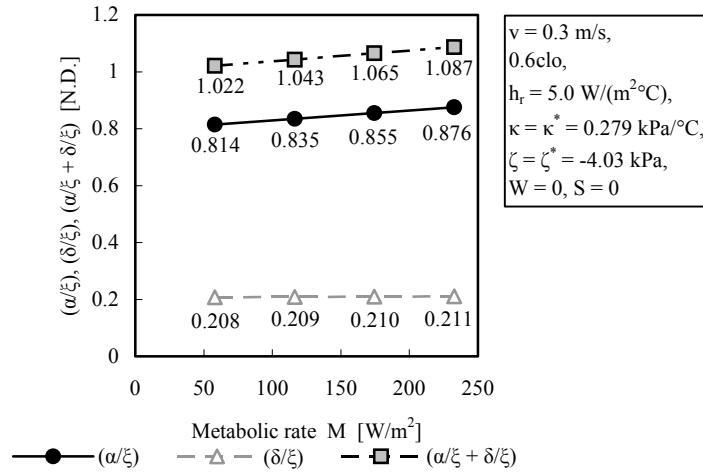 1.2
1
0.8
0.6
0.4
0.2
0
(α/ξ), (δ/ξ), (α/ξ + δ/ξ) [N.D.]
1.022 1.043 1.065 1.087
0.814 0.835 0.855 0.876
0.208 0.209 0.210 0.211
0 50 100 150 200 250
Metabolic rate M [W/m²]
(α/ξ) (δ/ξ) (α/ξ + δ/ξ)
v = 0.3 m/s,
0.6clo,
hᵣ = 5.0 W/(m²°C),
κ = κ* = 0.279 kPa/°C,
ζ = ζ* = -4.03 kPa,
W = 0, S = 0